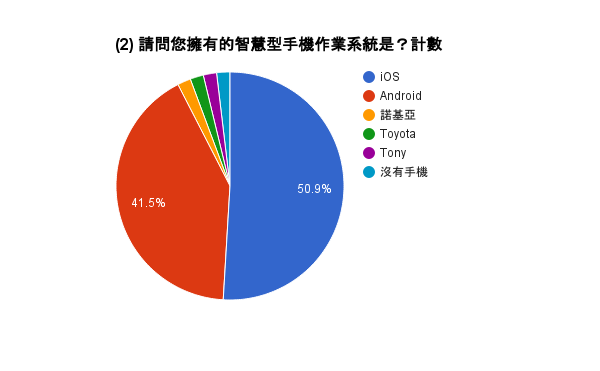 (2) 請問您擁有的智慧型手機作業系統是？計數
iOS
Android
諾基亞
Toyota
Tony
沒有手機
41.5%
50.9%